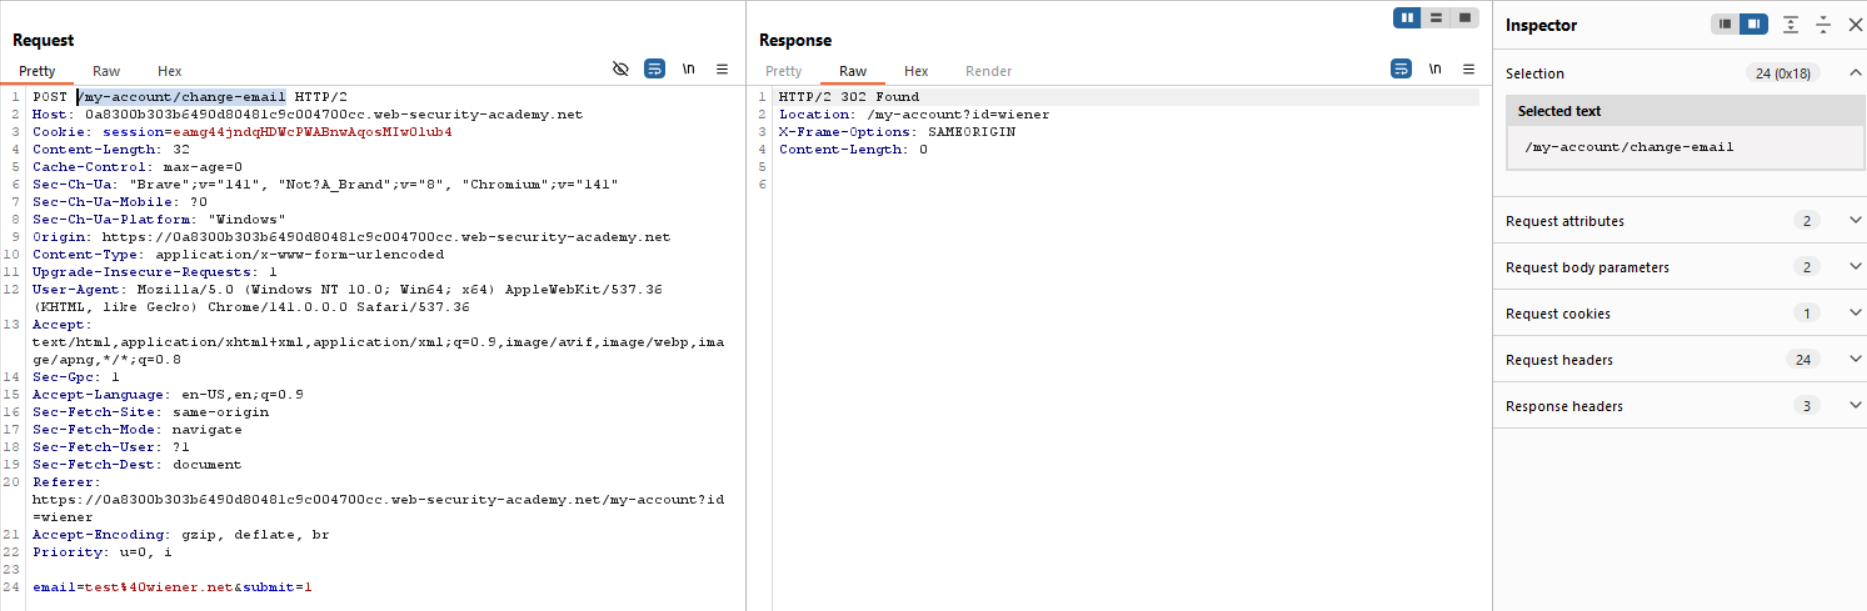 Request
Pretty Raw Hex
\n
1 POST /my-account/change-email HTTP/2
2 Host: 0a8300b303b6490d80481c9c004700cc.web-security-academy.net
3 Cookie: session=eamg44jndqHDWcPWABnwAqosMIwOlub4
4 Content-Length: 32
5 Cache-Control: max-age=0
6 Sec-Ch-Ua: "Brave";v="141", "Not?A_Brand";v="8", "Chromium";v="141"
7 Sec-Ch-Ua-Mobile: ?0
8 Sec-Ch-Ua-Platform: "Windows"
9 Origin: https://0a8300b303b6490d80481c9c004700cc.web-security-academy.net
10 Content-Type: application/x-www-form-urlencoded
11 Upgrade-Insecure-Requests: 1
12 User-Agent: Mozilla/5.0 (Windows NT 10.0; Win64; x64) AppleWebKit/537.36
(KHTML, like Gecko) Chrome/141.0.0.0 Safari/537.36
13 Accept:
text/html,application/xhtml+xml,application/xml;q=0.9,image/avif,image/webp,ima
ge/apng,*/*;q=0.8
14 Sec-Gpc: 1
15 Accept-Language: en-US,en;q=0.9
16 Sec-Fetch-Site: same-origin
17 Sec-Fetch-Mode: navigate
18 Sec-Fetch-User: ?1
19 Sec-Fetch-Dest: document
20 Referer:
https://0a8300b303b6490d80481c9c004700cc.web-security-academy.net/my-account?id
=wiener
21 Accept-Encoding: gzip, deflate, br
22 Priority: u=0, i
23
24 email=test%40wiener.net&submit=1
Response
Pretty Raw Hex Render
\n
1 HTTP/2 302 Found
2 Location: /my-account?id=wiener
3 X-Frame-Options: SAMEORIGIN
4 Content-Length: 0
5
6
Inspector
Selection 24 (0x18)
Selected text
/my-account/change-email
Request attributes 2
Request body parameters 2
Request cookies 1
Request headers 24
Response headers 3